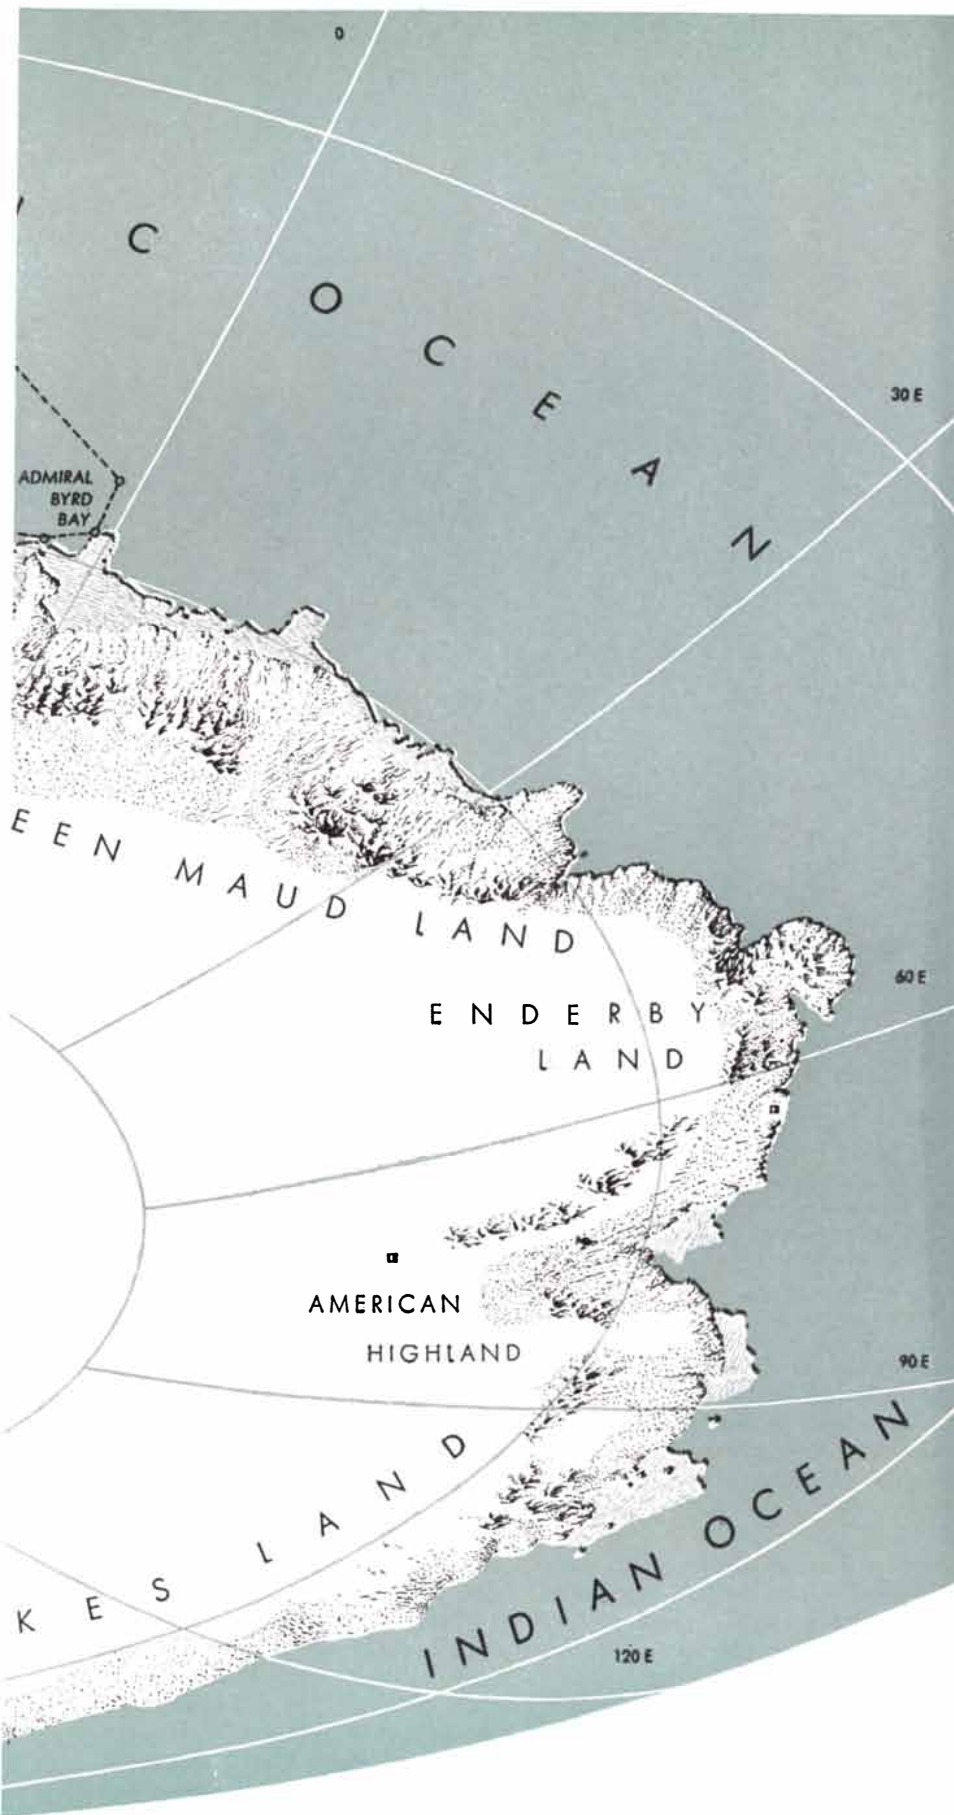 0
C OCEAN
30 E
ADMIRAL
BYRD
BAY
EEN MAUD LAND
60 E
ENDERBY
LAND
AMERICAN
HIGHLAND
90 E
KES LAND
INDIAN OCEAN
120 E